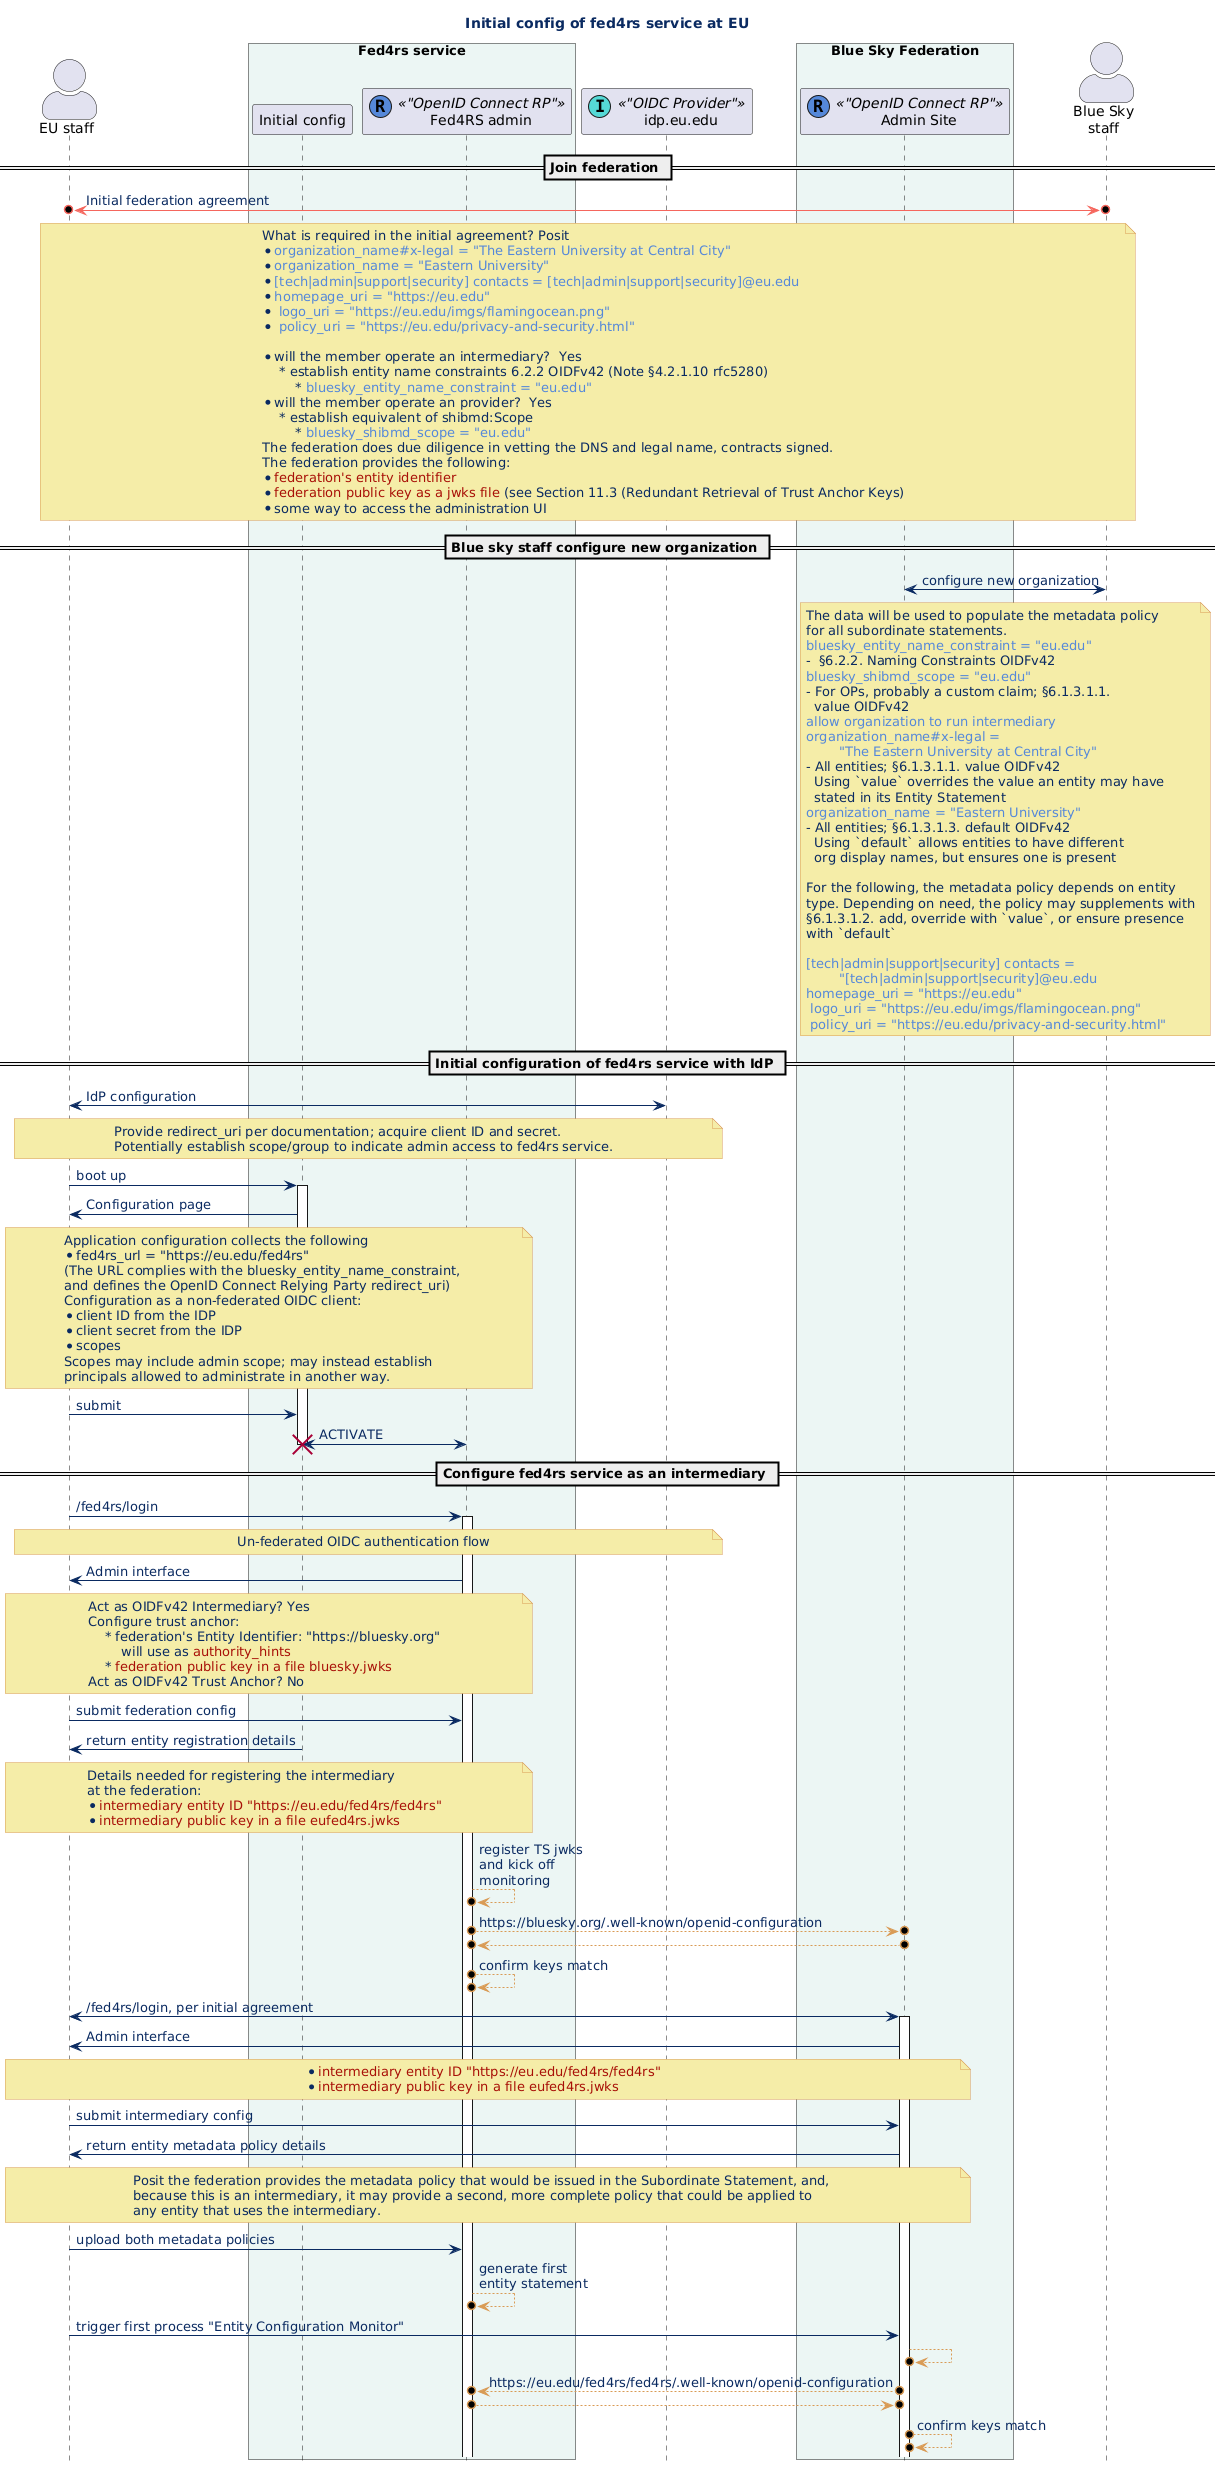 Initial config of fed4rs service at EU
Fed4rs service
Blue Sky Federation
EU staff
Initial config
R «"OpenID Connect RP"»
Fed4RS admin
I «"OIDC Provider"»
idp.eu.edu
R «"OpenID Connect RP"»
Admin Site
Blue Sky
staff
Join federation
Initial federation agreement
What is required in the initial agreement? Posit
• organization_name#x-legal = "The Eastern University at Central City"
• organization_name = "Eastern University"
• [tech|admin|support|security] contacts = [tech|admin|support|security]@eu.edu
• homepage_uri = "https://eu.edu"
• logo_uri = "https://eu.edu/imgs/flamingocean.png"
• policy_uri = "https://eu.edu/privacy-and-security.html"
• will the member operate an intermediary?  Yes
* establish entity name constraints 6.2.2 OIDFv42 (Note §4.2.1.10 rfc5280)
* bluesky_entity_name_constraint = "eu.edu"
• will the member operate an provider?  Yes
* establish equivalent of shibmd:Scope
* bluesky_shibmd_scope = "eu.edu"
The federation does due diligence in vetting the DNS and legal name, contracts signed.
The federation provides the following:
• federation's entity identifier
• federation public key as a jwks file (see Section 11.3 (Redundant Retrieval of Trust Anchor Keys)
• some way to access the administration UI
Blue sky staff configure new organization
configure new organization
The data will be used to populate the metadata policy
for all subordinate statements.
bluesky_entity_name_constraint = "eu.edu"
-  §6.2.2. Naming Constraints OIDFv42
bluesky_shibmd_scope = "eu.edu"
- For OPs, probably a custom claim; §6.1.3.1.1.
value OIDFv42
allow organization to run intermediary
organization_name#x-legal =
"The Eastern University at Central City"
- All entities; §6.1.3.1.1. value OIDFv42
Using `value` overrides the value an entity may have
stated in its Entity Statement
organization_name = "Eastern University"
- All entities; §6.1.3.1.3. default OIDFv42
Using `default` allows entities to have different
org display names, but ensures one is present
For the following, the metadata policy depends on entity
type. Depending on need, the policy may supplements with
§6.1.3.1.2. add, override with `value`, or ensure presence
with `default`
[tech|admin|support|security] contacts =
"[tech|admin|support|security]@eu.edu
homepage_uri = "https://eu.edu"
logo_uri = "https://eu.edu/imgs/flamingocean.png"
policy_uri = "https://eu.edu/privacy-and-security.html"
Initial configuration of fed4rs service with IdP
IdP configuration
Provide redirect_uri per documentation; acquire client ID and secret.
Potentially establish scope/group to indicate admin access to fed4rs service.
boot up
Configuration page
Application configuration collects the following
• fed4rs_url = "https://eu.edu/fed4rs"
(The URL complies with the bluesky_entity_name_constraint,
and defines the OpenID Connect Relying Party redirect_uri)
Configuration as a non-federated OIDC client:
• client ID from the IDP
• client secret from the IDP
• scopes
Scopes may include admin scope; may instead establish
principals allowed to administrate in another way.
submit
ACTIVATE
Configure fed4rs service as an intermediary
/fed4rs/login
Un-federated OIDC authentication flow
Admin interface
Act as OIDFv42 Intermediary? Yes
Configure trust anchor:
* federation's Entity Identifier: "https://bluesky.org"
will use as authority_hints
* federation public key in a file bluesky.jwks
Act as OIDFv42 Trust Anchor? No
submit federation config
return entity registration details
Details needed for registering the intermediary
at the federation:
• intermediary entity ID "https://eu.edu/fed4rs/fed4rs"
• intermediary public key in a file eufed4rs.jwks
register TS jwks
and kick off
monitoring
https://bluesky.org/.well-known/openid-configuration
confirm keys match
/fed4rs/login, per initial agreement
Admin interface
• intermediary entity ID "https://eu.edu/fed4rs/fed4rs"
• intermediary public key in a file eufed4rs.jwks
submit intermediary config
return entity metadata policy details
Posit the federation provides the metadata policy that would be issued in the Subordinate Statement, and,
because this is an intermediary, it may provide a second, more complete policy that could be applied to
any entity that uses the intermediary.
upload both metadata policies
generate first
entity statement
trigger first process "Entity Configuration Monitor"
https://eu.edu/fed4rs/fed4rs/.well-known/openid-configuration
confirm keys match